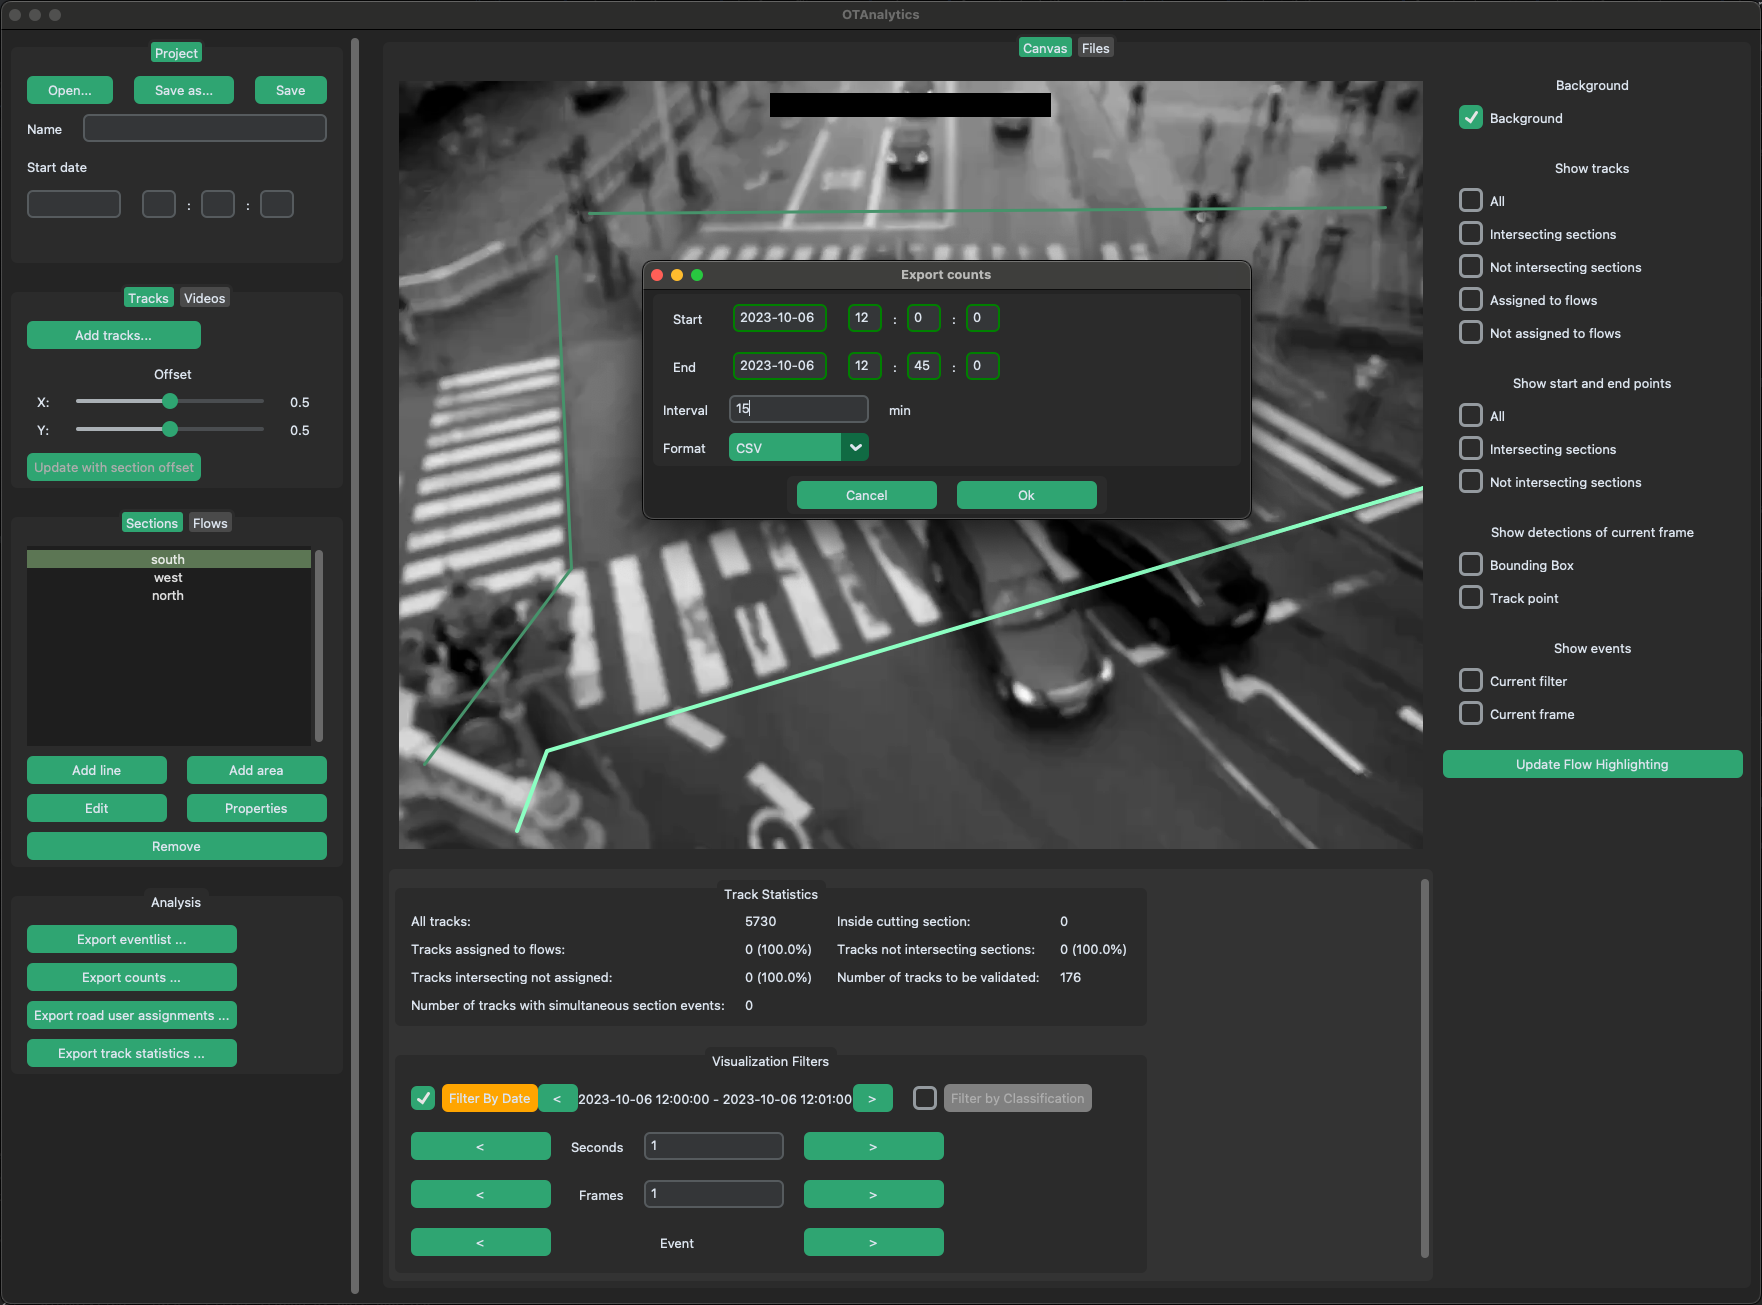 OTAnalytics
Project
Open... Save as... Save
Name
Start date
: :
Tracks Videos
Add tracks...
Offset
X: 0.5
Y: 0.5
Update with section offset
Sections Flows
south
west
north
Add line Add area
Edit Properties
Remove
Analysis
Export eventlist ...
Export counts ...
Export road user assignments ...
Export track statistics ...
Canvas Files
Export counts
Start 2023-10-06 12 : 0 : 0
End 2023-10-06 12 : 45 : 0
Interval 15 min
Format CSV
Cancel Ok
Track Statistics
All tracks: 5730 Inside cutting section: 0
Tracks assigned to flows: 0 (100.0%) Tracks not intersecting sections: 0 (100.0%)
Tracks intersecting not assigned: 0 (100.0%) Number of tracks to be validated: 176
Number of tracks with simultaneous section events: 0
Visualization Filters
Filter By Date < 2023-10-06 12:00:00 - 2023-10-06 12:01:00 > Filter by Classification
< Seconds 1 >
< Frames 1 >
< Event >
Background
Background
Show tracks
All
Intersecting sections
Not intersecting sections
Assigned to flows
Not assigned to flows
Show start and end points
All
Intersecting sections
Not intersecting sections
Show detections of current frame
Bounding Box
Track point
Show events
Current filter
Current frame
Update Flow Highlighting